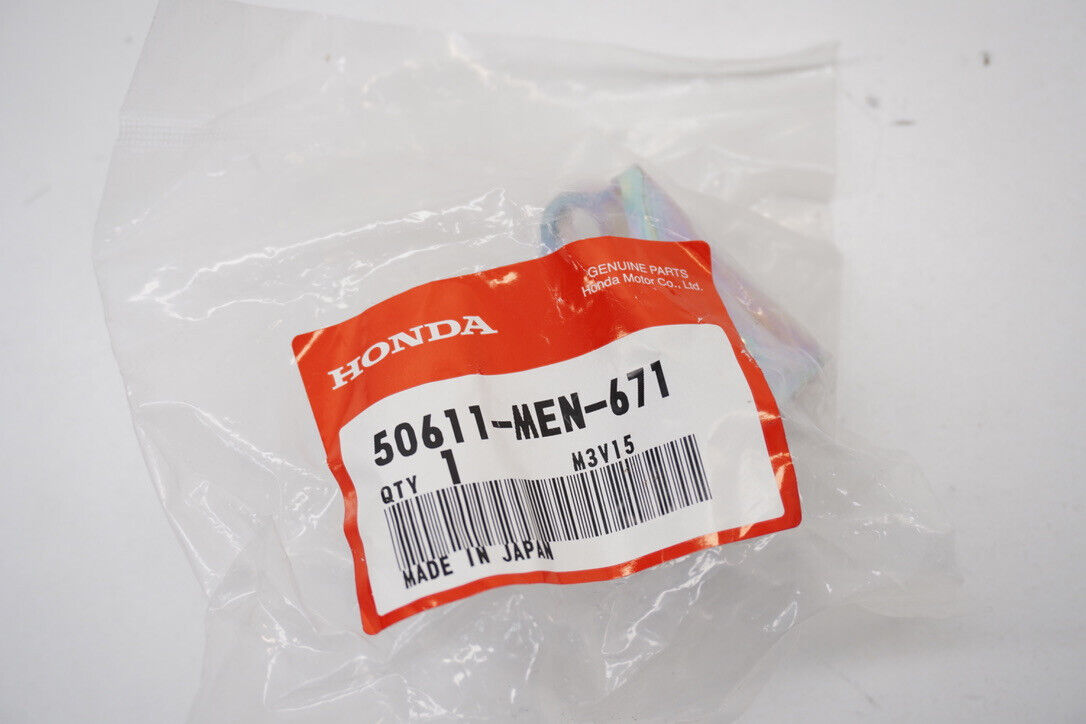 GENUINE PARTS
Honda Motor Co., Ltd.
HONDA
50611-MEN-671
QTY 1 M3V15
MADE IN JAPAN